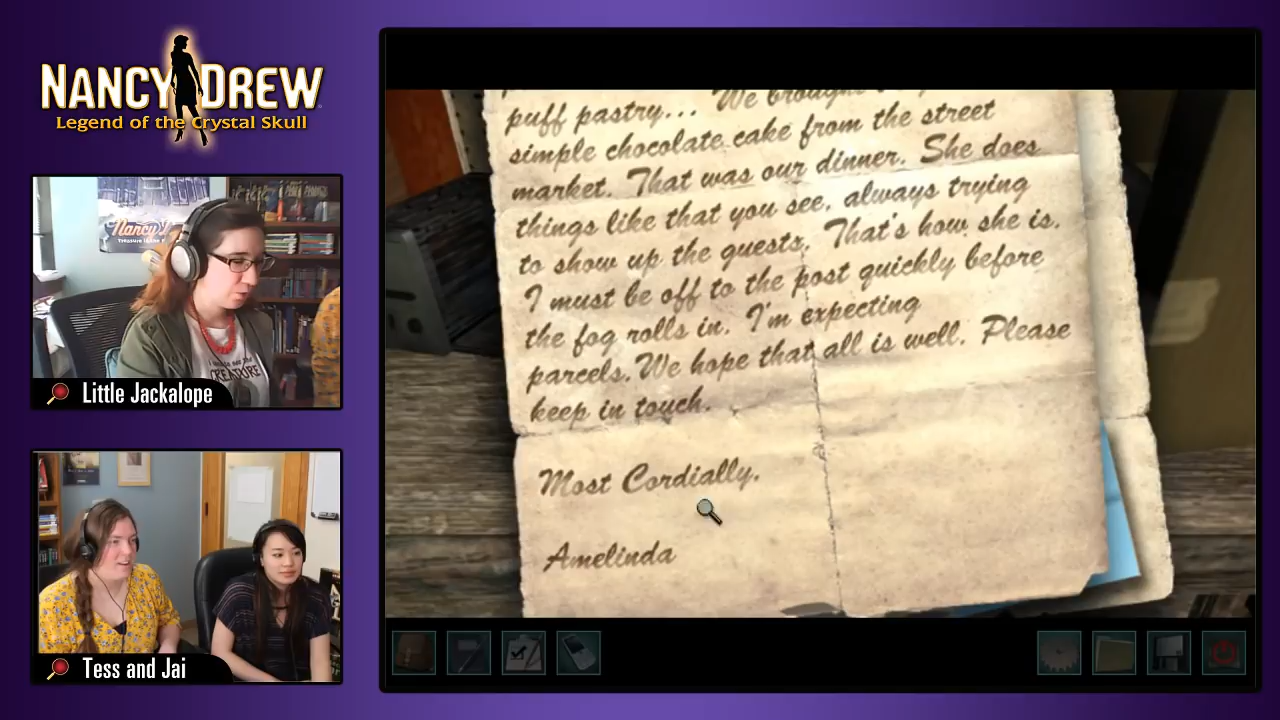 NANCY DREW
Legend of the Crystal Skull
Little Jackalope
Tess and Jai
puff pastry... We brought
simple chocolate cake from the street
market. That was our dinner. She does
things like that you see, always trying
to show up the guests. That's how she is.
I must be off to the post quickly before
the fog rolls in. I'm expecting
parcels. We hope that all is well. Please
keep in touch.
Most Cordially,
Amelinda